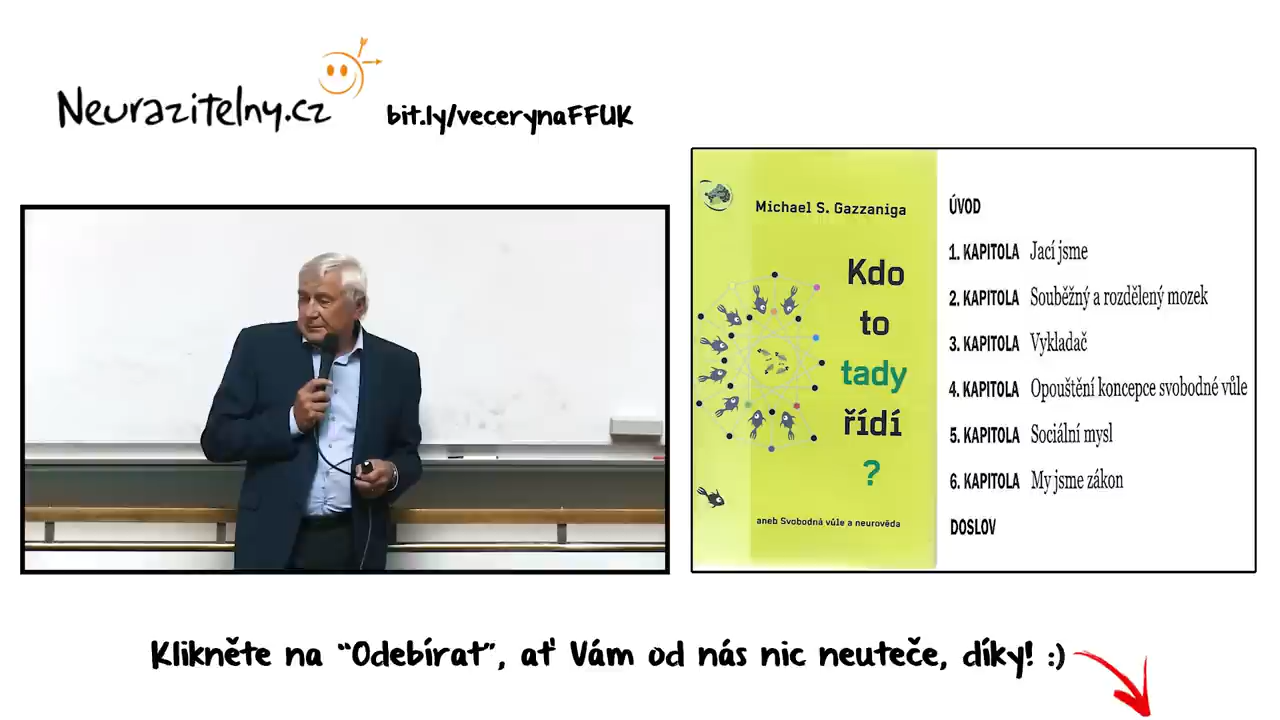 Neurazitelny.cz
bit.ly/vecerynaFFUK
Michael S. Gazzaniga
Kdo
to
tady
řídí
?
aneb Svobodná vůle a neurověda
ÚVOD
1. KAPITOLA Jací jsme
2. KAPITOLA Souběžný a rozdělený mozek
3. KAPITOLA Vykladač
4. KAPITOLA Opouštění koncepce svobodné vůle
5. KAPITOLA Sociální mysl
6. KAPITOLA My jsme zákon
DOSLOV
Klikněte na “Odebírat”, ať Vám od nás nic neuteče, díky! :)